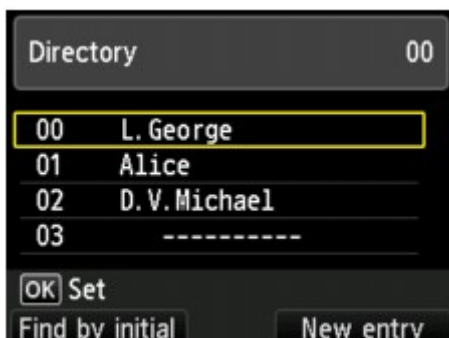 Directory 00
00 L. George
01 Alice
02 D. V. Michael
03 ----------
OK Set
Find by initial New entry